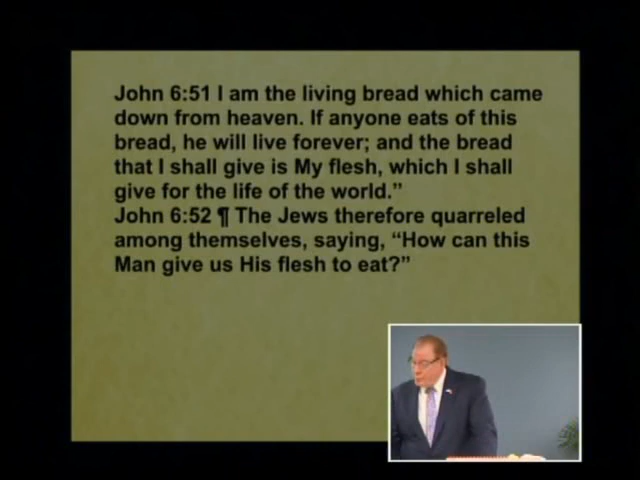 John 6:51 I am the living bread which came
down from heaven. If anyone eats of this
bread, he will live forever; and the bread
that I shall give is My flesh, which I shall
give for the life of the world.”
John 6:52 ¶ The Jews therefore quarreled
among themselves, saying, “How can this
Man give us His flesh to eat?”